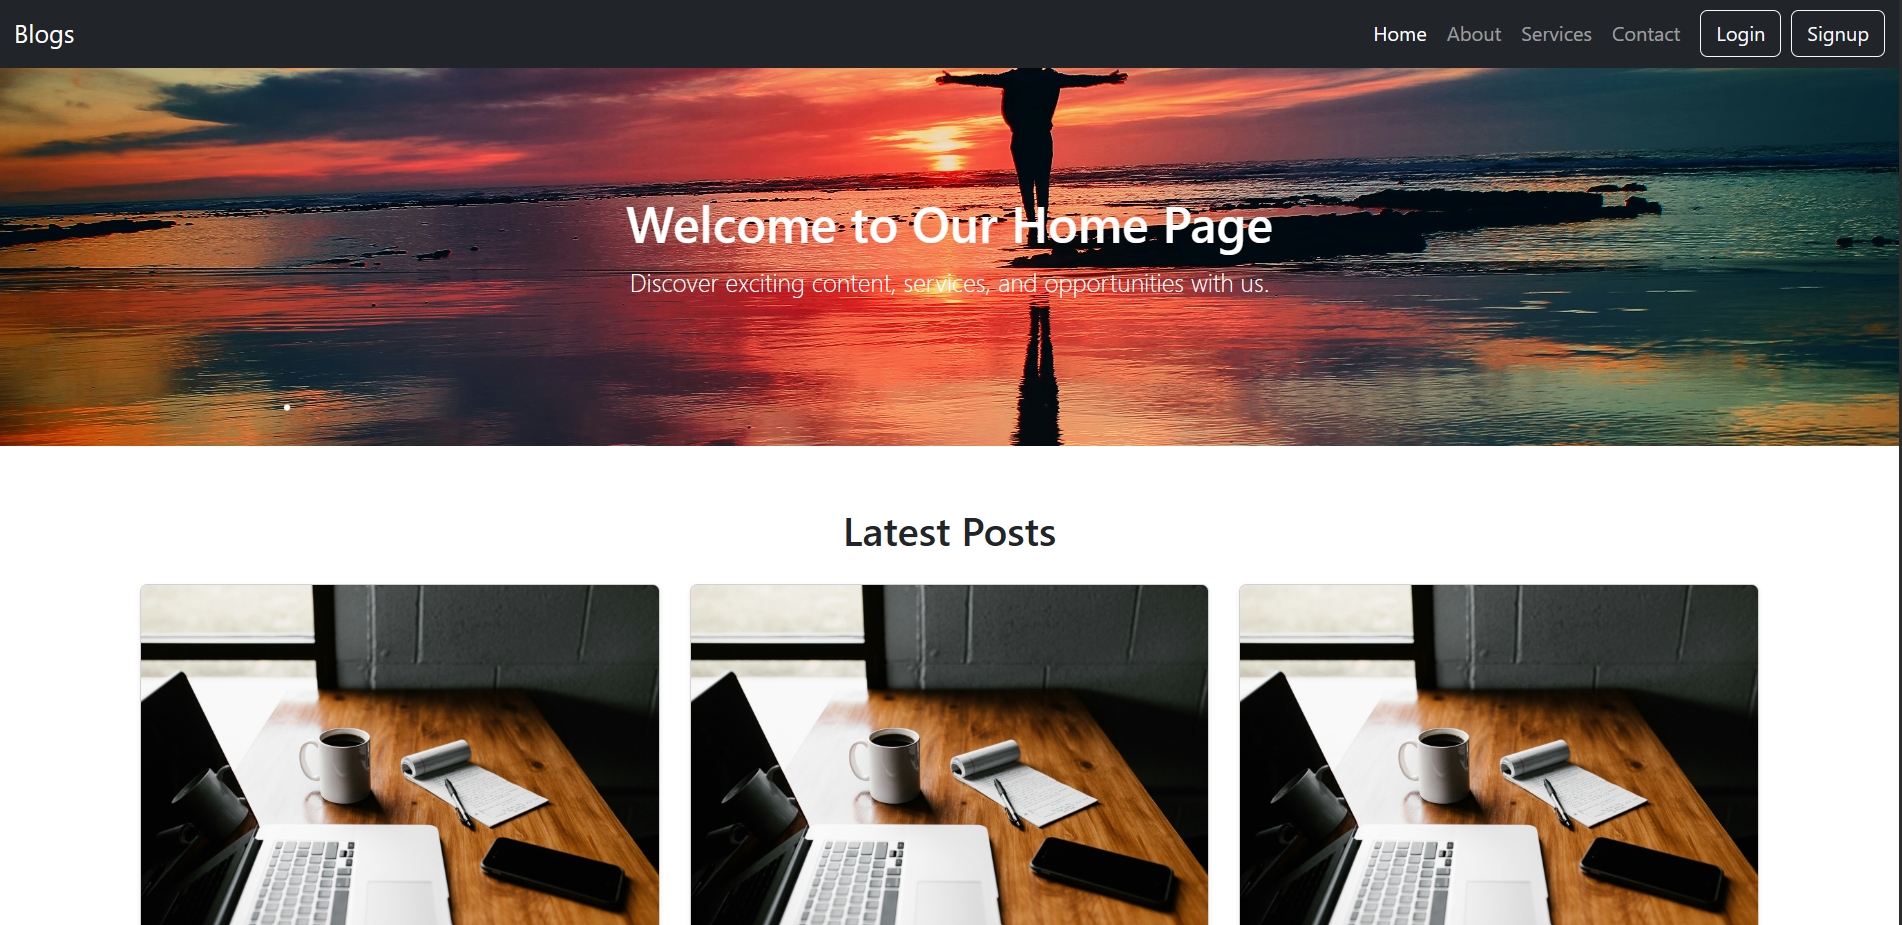 Blogs
Home About Services Contact Login Signup
Welcome to Our Home Page
Discover exciting content, services, and opportunities with us.
Latest Posts